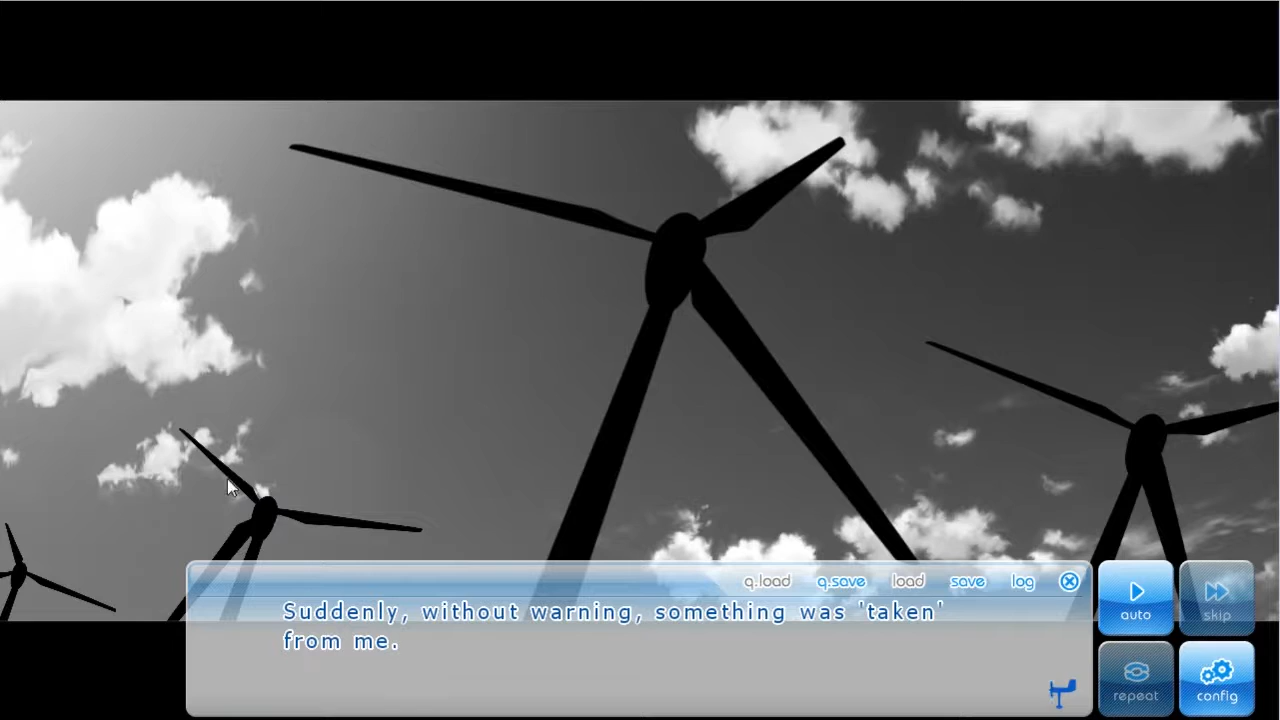 q.load q.save load save log
Suddenly, without warning, something was 'taken'
from me.
auto
skip
repeat
config